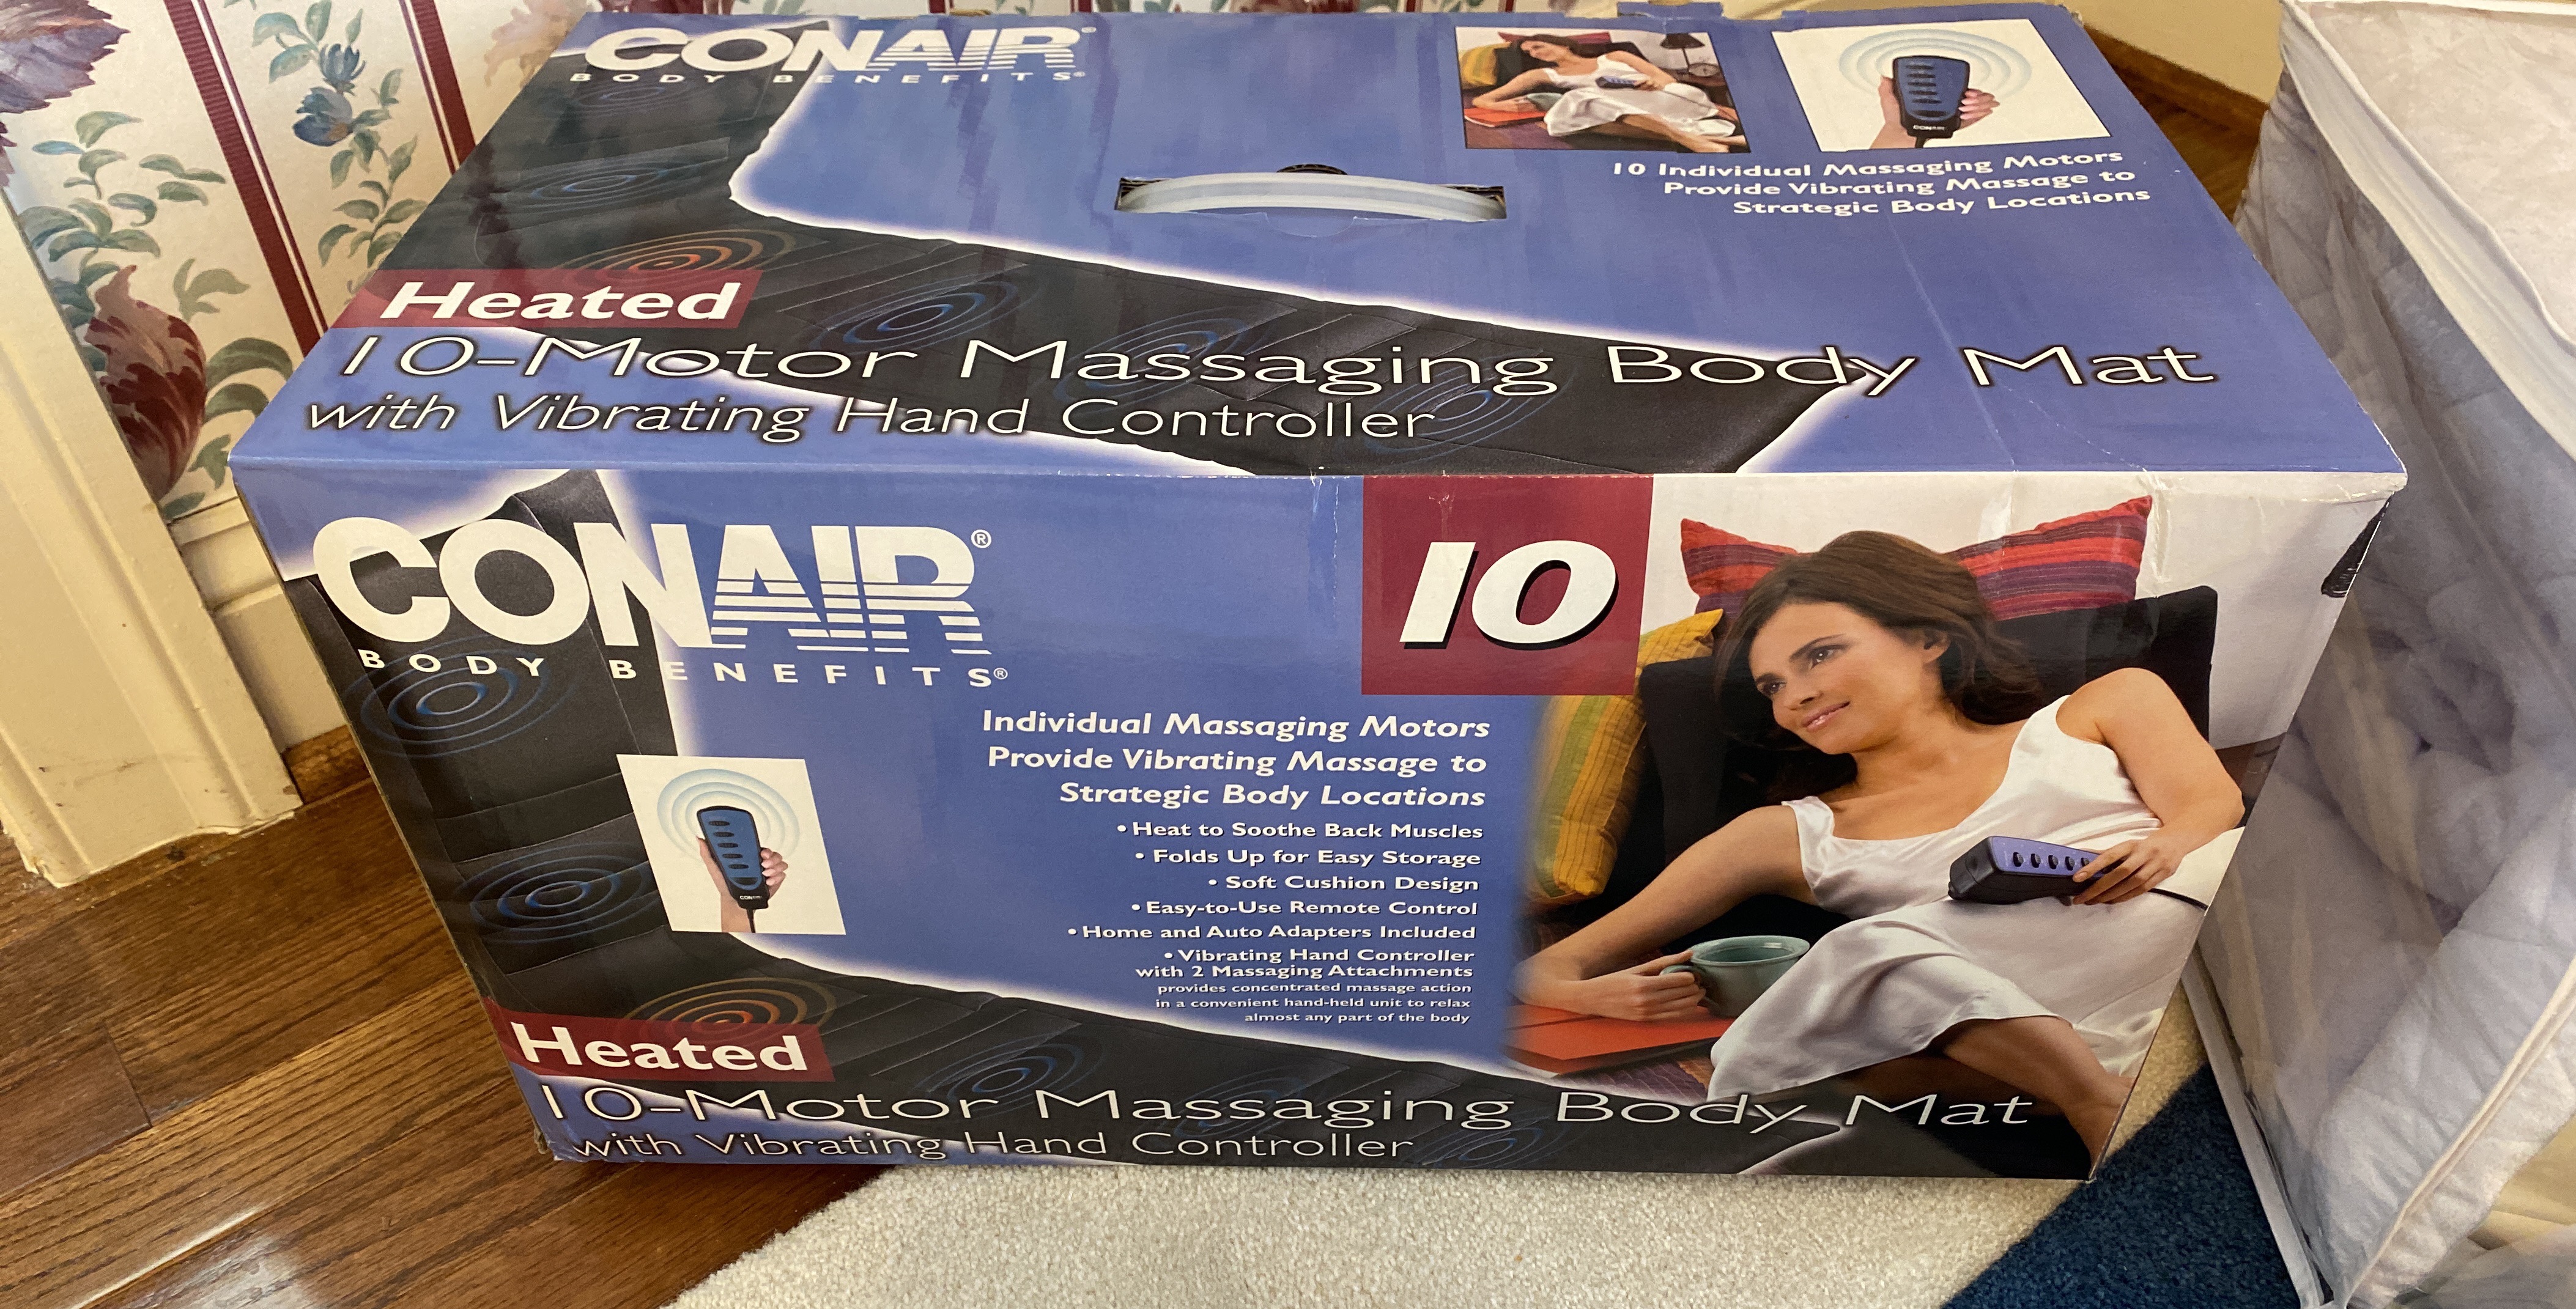 CONAIR®
BODY BENEFITS®
CONAIR
10 Individual Massaging Motors
Provide Vibrating Massage to
Strategic Body Locations
Heated
10-Motor Massaging Body Mat
with Vibrating Hand Controller
CONAIR®
BODY BENEFITS®
10
Individual Massaging Motors
Provide Vibrating Massage to
Strategic Body Locations
• Heat to Soothe Back Muscles
• Folds Up for Easy Storage
• Soft Cushion Design
• Easy-to-Use Remote Control
• Home and Auto Adapters Included
• Vibrating Hand Controller
with 2 Massaging Attachments
provides concentrated massage action
in a convenient hand-held unit to relax
almost any part of the body
CONAIR
Heated
10-Motor Massaging Body Mat
with Vibrating Hand Controller